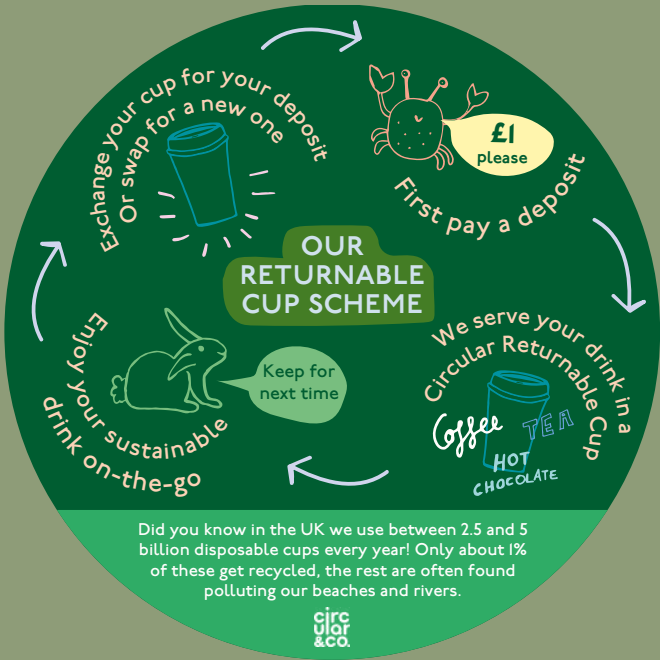 OUR
RETURNABLE
CUP SCHEME
£1
please
First pay a deposit
We serve your drink in a
Circular Returnable Cup
Coffee
TEA
HOT
CHOCOLATE
Keep for
next time
Enjoy your sustainable
drink on-the-go
Exchange your cup for your deposit
Or swap for a new one
Did you know in the UK we use between 2.5 and 5
billion disposable cups every year! Only about 1%
of these get recycled, the rest are often found
polluting our beaches and rivers.
circ
ular
&co.